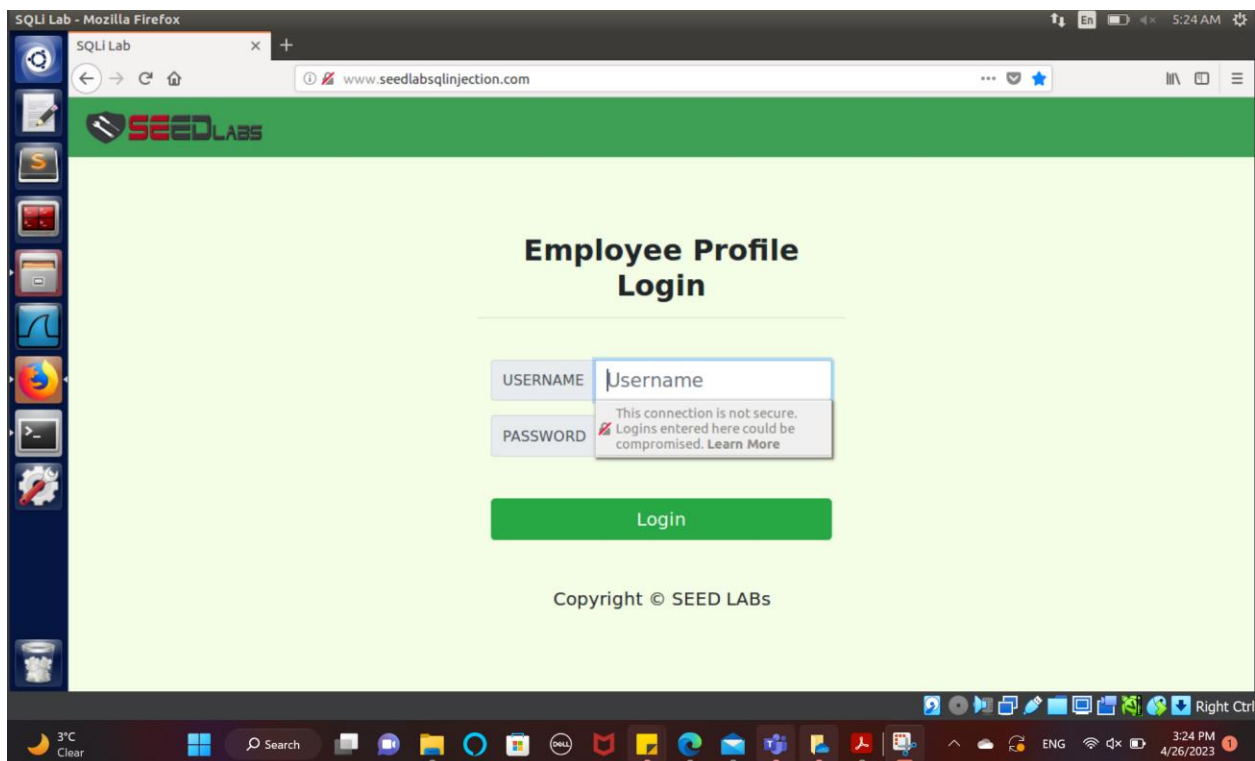 SQLi Lab - Mozilla Firefox
En
5:24 AM
SQLi Lab
www.seedlabsqlinjection.com
SEEDLABS
Employee Profile
Login
USERNAME
Username
PASSWORD
This connection is not secure.
Logins entered here could be
compromised. Learn More
Login
Copyright © SEED LABs
Right Ctrl
3°C
Clear
Search
DELL
ENG
3:24 PM
4/26/2023
1